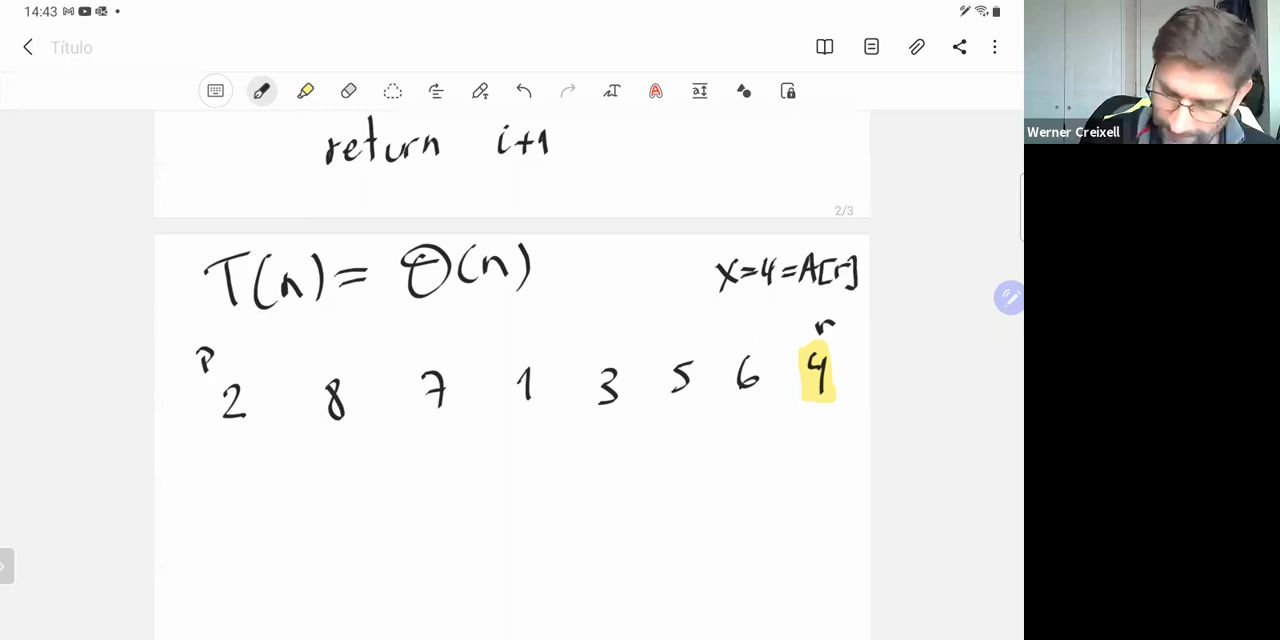 14:43
Título
Werner Creixell
return i+1
2/3
T(n) = Θ(n)
x=4=A[r]
p r
2 8 7 1 3 5 6 4